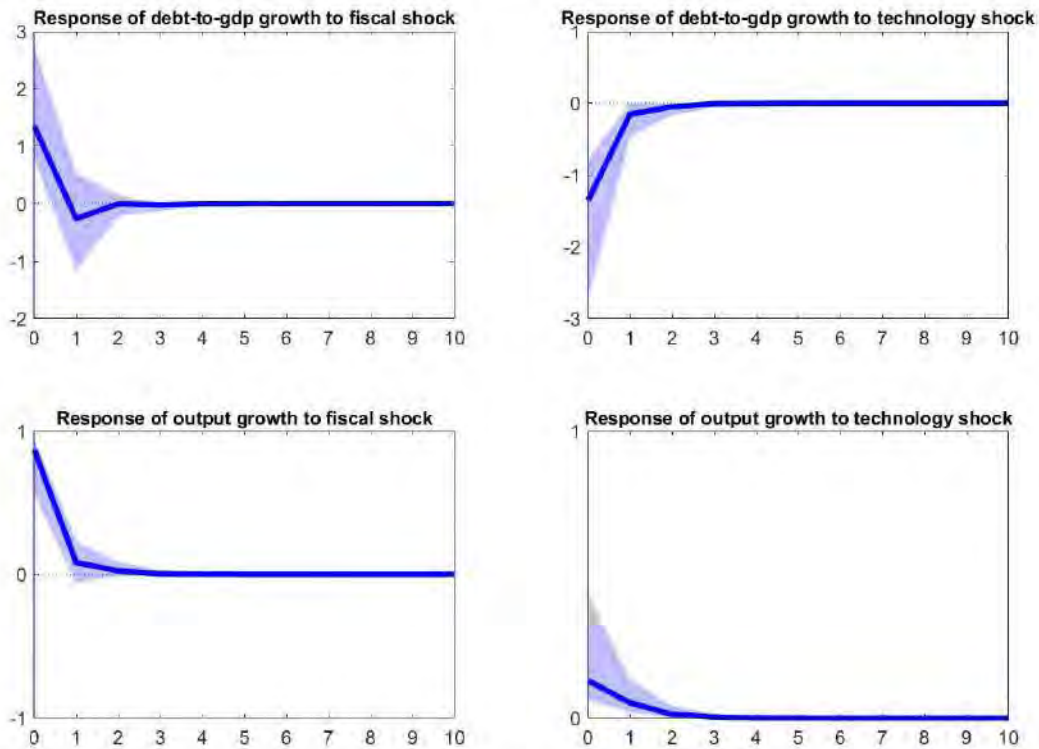 Response of debt-to-gdp growth to fiscal shock
3
2
1
0
-1
-2
0 1 2 3 4 5 6 7 8 9 10
Response of debt-to-gdp growth to technology shock
1
0
-1
-2
-3
0 1 2 3 4 5 6 7 8 9 10
Response of output growth to fiscal shock
1
0
-1
0 1 2 3 4 5 6 7 8 9 10
Response of output growth to technology shock
1
0
0 1 2 3 4 5 6 7 8 9 10